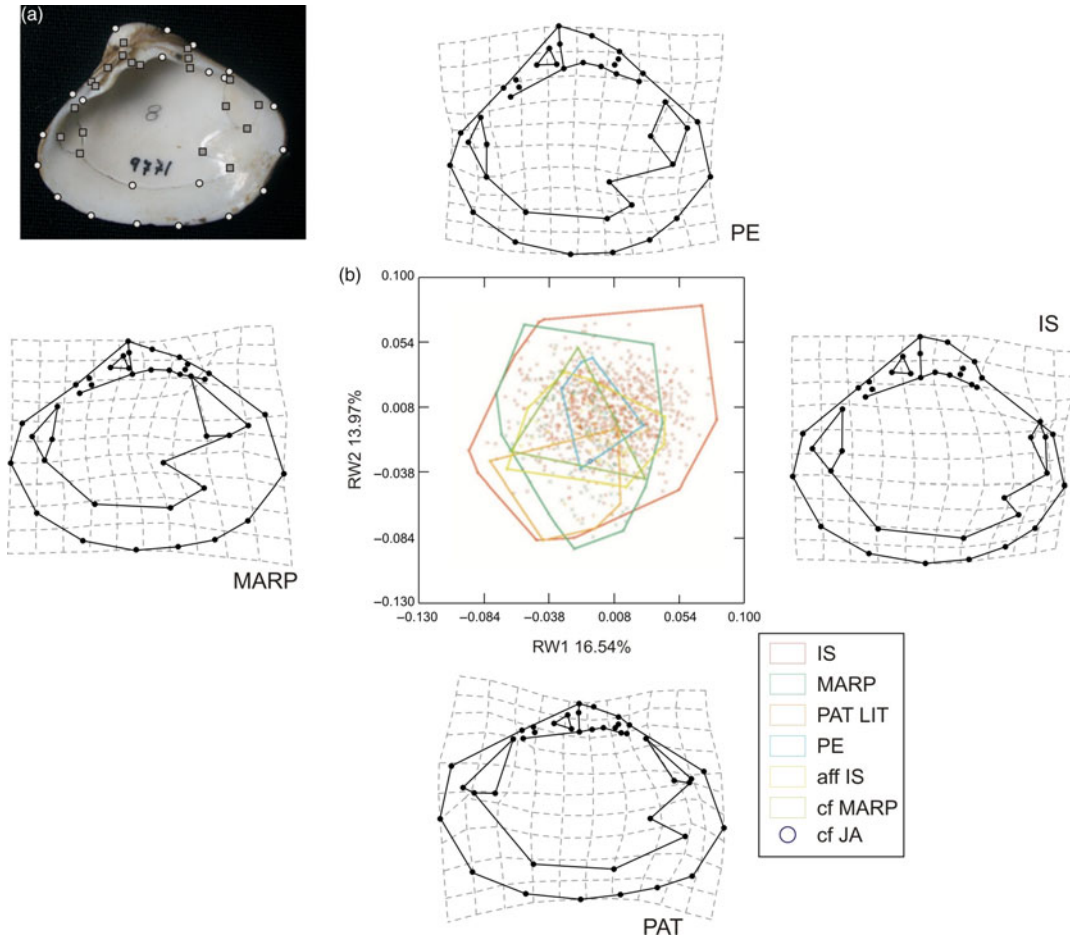 (a)
8
9771
PE
MARP
(b)
0.100
0.054
0.008
−0.038
−0.084
−0.130
RW2 13.97%
−0.130
−0.084
−0.038
0.008
0.054
0.100
RW1 16.54%
IS
IS
MARP
PAT LIT
PE
aff IS
cf MARP
cf JA
PAT